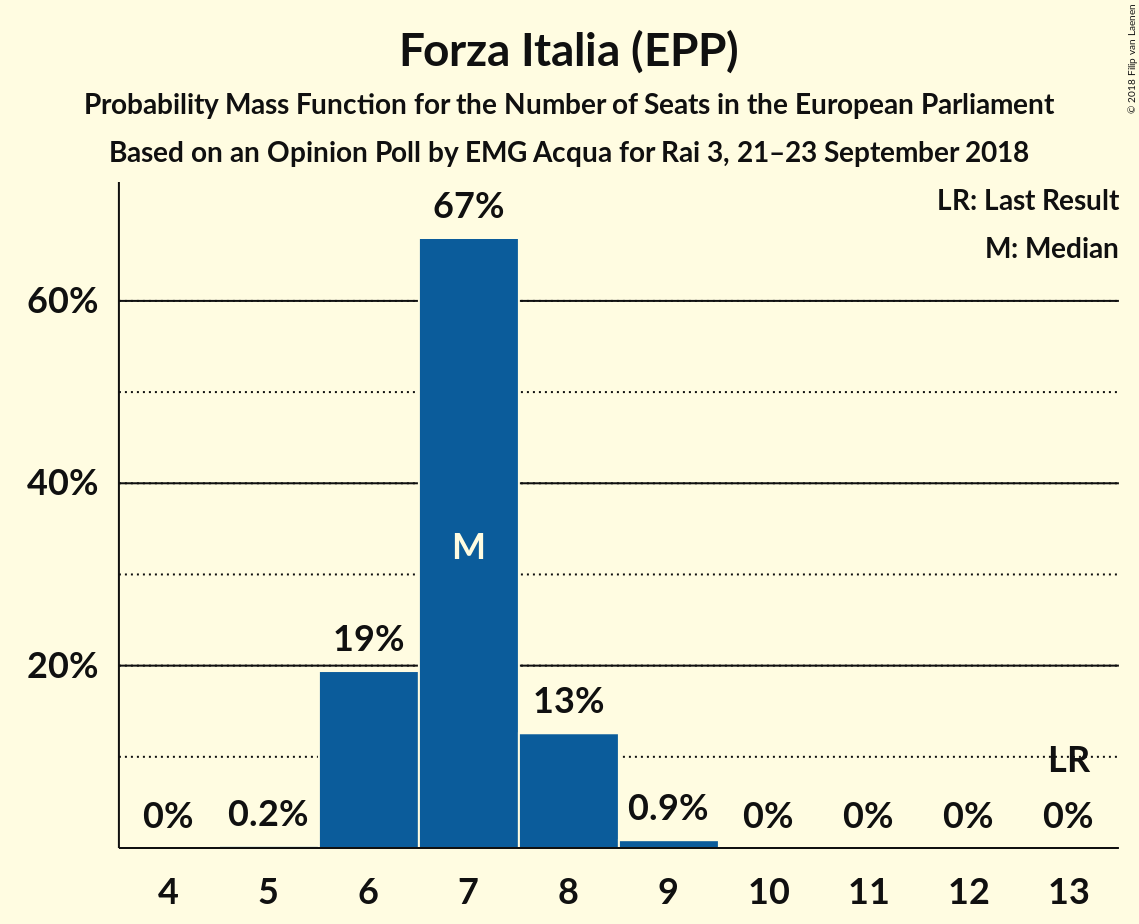 Forza Italia (EPP)
Probability Mass Function for the Number of Seats in the European Parliament
Based on an Opinion Poll by EMG Acqua for Rai 3, 21–23 September 2018
© 2018 Filip van Laenen
LR: Last Result
M: Median
67%
60%
40%
M
19%
20%
13%
LR
0% 0.2% 0.9% 0% 0% 0% 0%
4 5 6 7 8 9 10 11 12 13